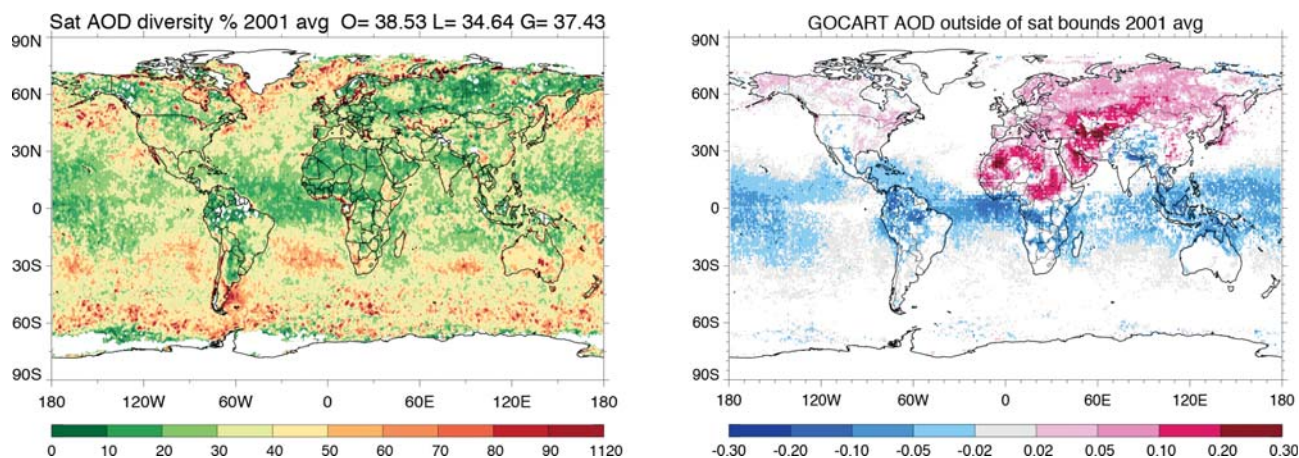 Sat AOD diversity % 2001 avg O= 38.53 L= 34.64 G= 37.43
90N
60N
30N
0
30S
60S
90S
180 120W 60W 0 60E 120E 180
0 10 20 30 40 50 60 70 80 90 1120
GOCART AOD outside of sat bounds 2001 avg
90N
60N
30N
0
30S
60S
90S
180 120W 60W 0 60E 120E 180
-0.30 -0.20 -0.10 -0.05 -0.02 0.02 0.05 0.10 0.20 0.30